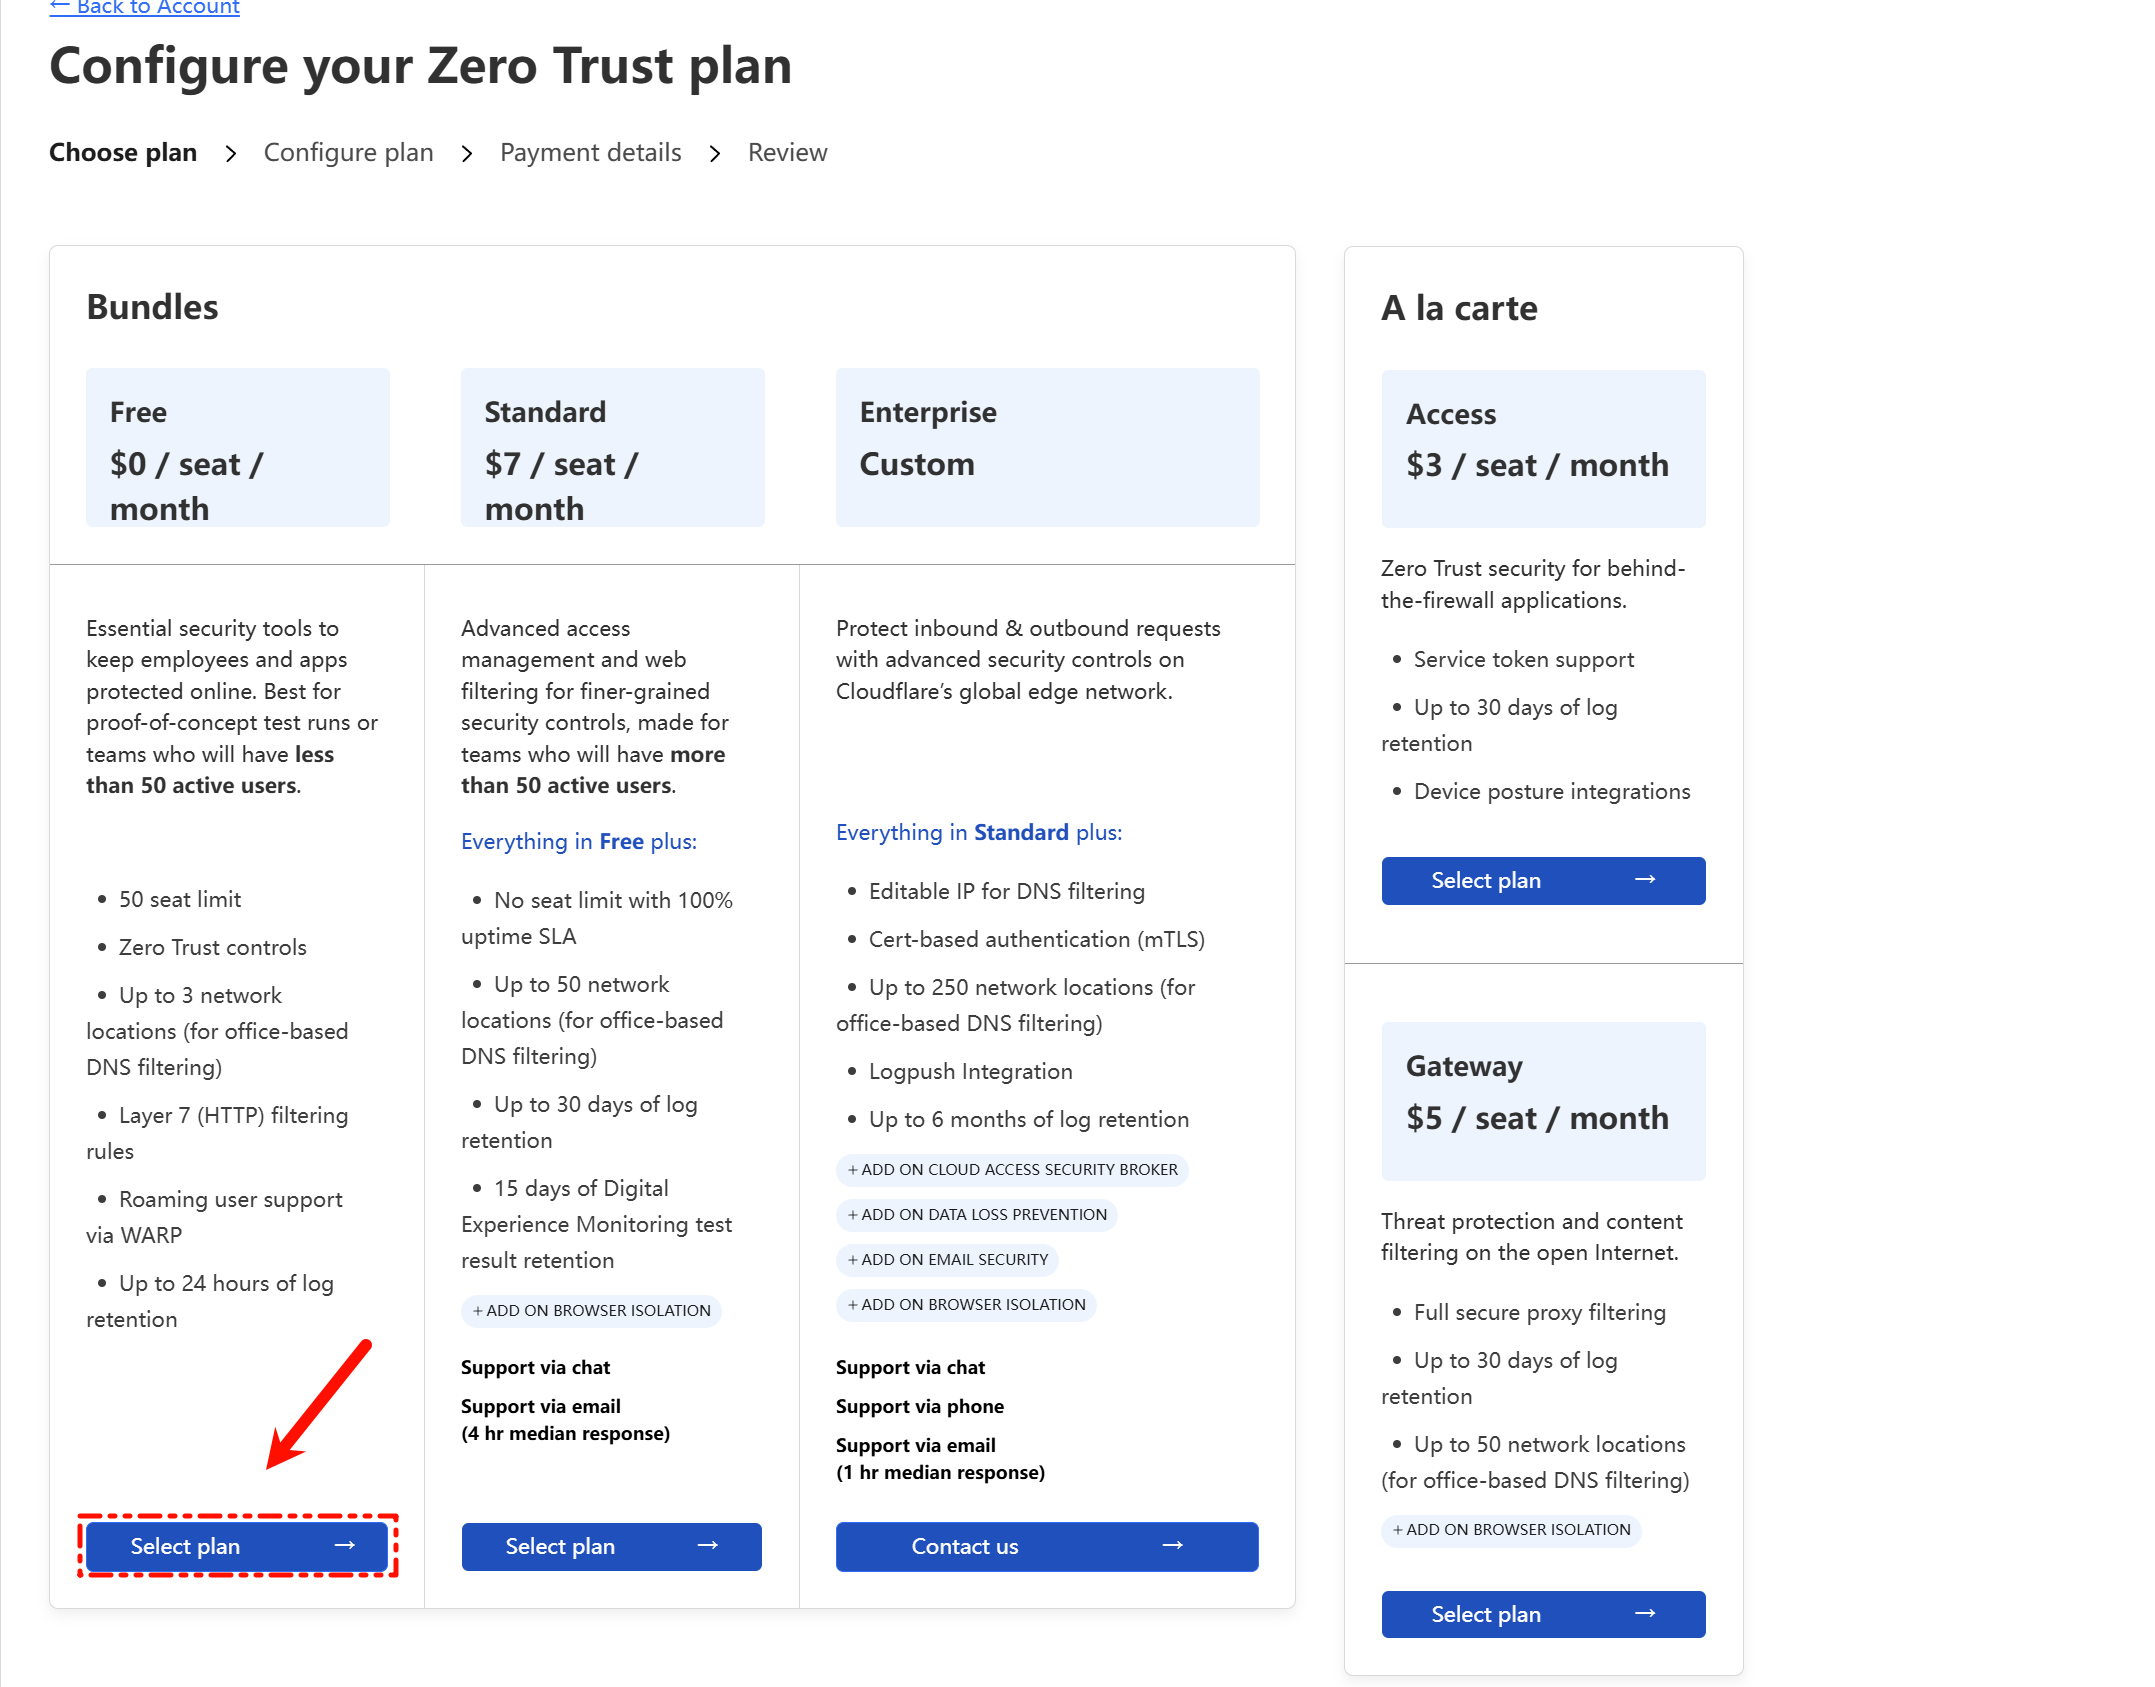 ← Back to Account
Configure your Zero Trust plan
Choose plan > Configure plan > Payment details > Review
Bundles
Free
$0 / seat /
month
Standard
$7 / seat /
month
Enterprise
Custom
Essential security tools to
keep employees and apps
protected online. Best for
proof-of-concept test runs or
teams who will have less
than 50 active users.
• 50 seat limit
• Zero Trust controls
• Up to 3 network
locations (for office-based
DNS filtering)
• Layer 7 (HTTP) filtering
rules
• Roaming user support
via WARP
• Up to 24 hours of log
retention
Select plan →
Advanced access
management and web
filtering for finer-grained
security controls, made for
teams who will have more
than 50 active users.
Everything in Free plus:
• No seat limit with 100%
uptime SLA
• Up to 50 network
locations (for office-based
DNS filtering)
• Up to 30 days of log
retention
• 15 days of Digital
Experience Monitoring test
result retention
+ ADD ON BROWSER ISOLATION
Support via chat
Support via email
(4 hr median response)
Select plan →
Protect inbound & outbound requests
with advanced security controls on
Cloudflare’s global edge network.
Everything in Standard plus:
• Editable IP for DNS filtering
• Cert-based authentication (mTLS)
• Up to 250 network locations (for
office-based DNS filtering)
• Logpush Integration
• Up to 6 months of log retention
+ ADD ON CLOUD ACCESS SECURITY BROKER
+ ADD ON DATA LOSS PREVENTION
+ ADD ON EMAIL SECURITY
+ ADD ON BROWSER ISOLATION
Support via chat
Support via phone
Support via email
(1 hr median response)
Contact us →
A la carte
Access
$3 / seat / month
Zero Trust security for behind-
the-firewall applications.
• Service token support
• Up to 30 days of log
retention
• Device posture integrations
Select plan →
Gateway
$5 / seat / month
Threat protection and content
filtering on the open Internet.
• Full secure proxy filtering
• Up to 30 days of log
retention
• Up to 50 network locations
(for office-based DNS filtering)
+ ADD ON BROWSER ISOLATION
Select plan →